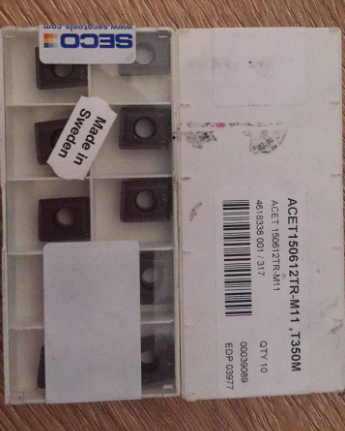 SECO
www.secotools.com
Made in
Sweden
ACET150612TR-M11 ,T350M
ACET 150612TR-M11
4618338 001 / 317
QTY 10
00039089
EDP 03977